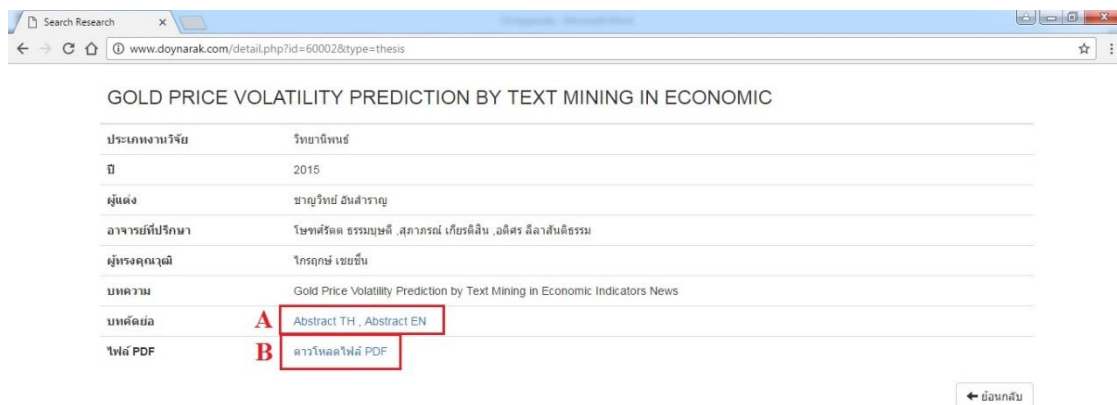 Search Research
www.doynarak.com/detail.php?id=60002&type=thesis
GOLD PRICE VOLATILITY PREDICTION BY TEXT MINING IN ECONOMIC
ประเภทงานวิจัย วิทยานิพนธ์
ปี 2015
ผู้แต่ง ชาญวิทย์ อันสำราญ
อาจารย์ที่ปรึกษา โษฑศ์รัตต ธรรมบุษดี ,สุภาภรณ์ เกียรติสิน ,อดิศร ลีลาสันติธรรม
ผู้ทรงคุณวุฒิ ไกรฤกษ์ เชยชื่น
บทความ Gold Price Volatility Prediction by Text Mining in Economic Indicators News
บทคัดย่อ A Abstract TH , Abstract EN
ไฟล์ PDF B ดาวโหลดไฟล์ PDF
ย้อนกลับ